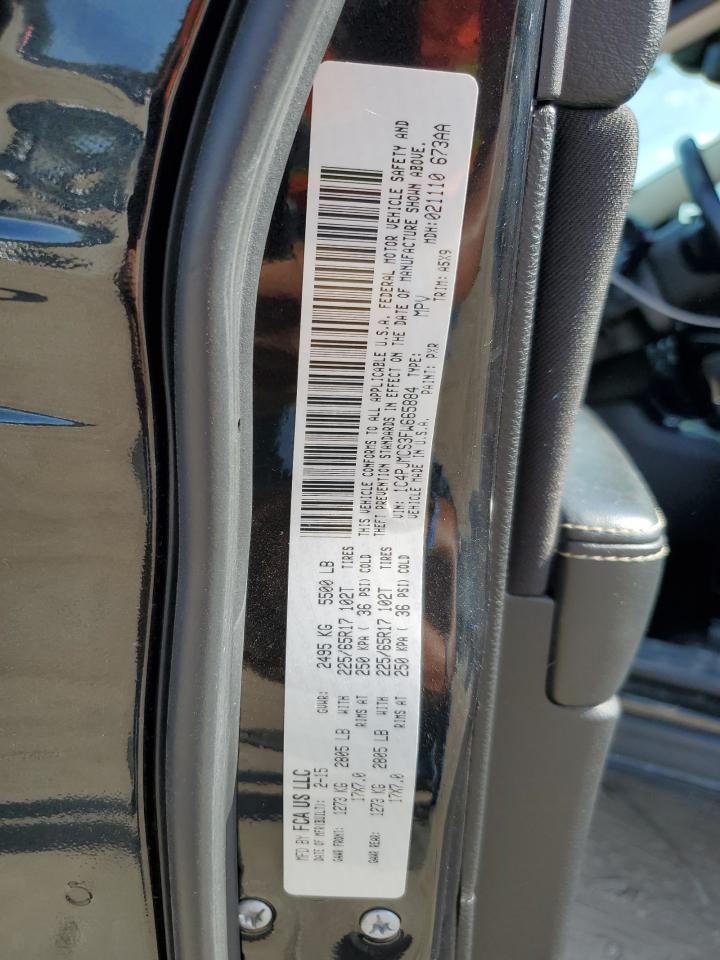 MFD BY FCA US LLC
DATE OF MFR(BUILT): 2-15 GVWR: 2495 KG 5500 LB
GAWR FRONT: 1273 KG 2805 LB WITH 225/65R17 102T TIRES
17X7.0 RIMS AT 250 KPA ( 36 PSI) COLD
GAWR REAR: 1273 KG 2805 LB WITH 225/65R17 102T TIRES
17X7.0 RIMS AT 250 KPA ( 36 PSI) COLD
THIS VEHICLE CONFORMS TO ALL APPLICABLE U.S.A. FEDERAL MOTOR VEHICLE SAFETY AND
THEFT PREVENTION STANDARDS IN EFFECT ON THE DATE OF MANUFACTURE SHOWN ABOVE.
VIN: 1C4PJMCS3FW665884 TYPE: MPV MDH:021110 673AA
VEHICLE MADE IN U.S.A. PAINT: PXR TRIM: A5X9